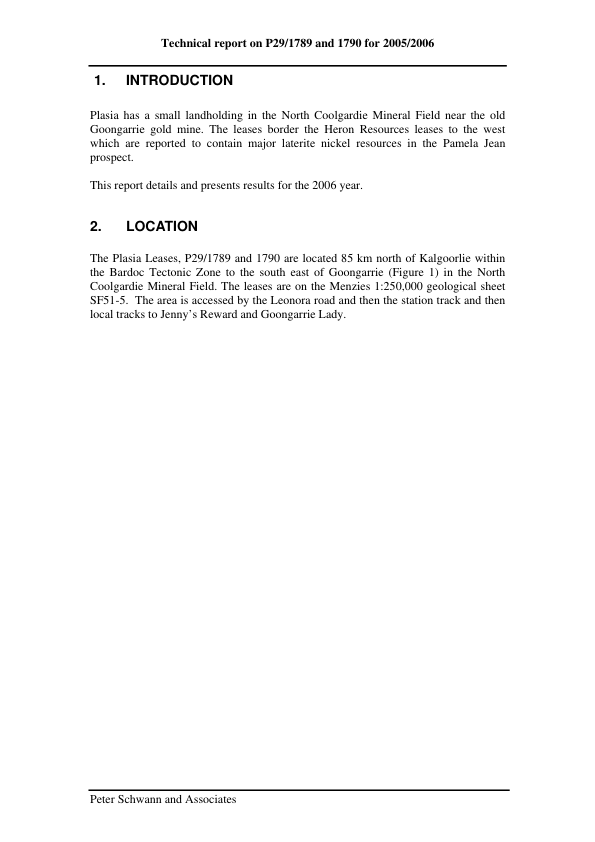 Technical report on P29/1789 and 1790 for 2005/2006
1. INTRODUCTION
Plasia has a small landholding in the North Coolgardie Mineral Field near the old
Goongarrie gold mine. The leases border the Heron Resources leases to the west
which are reported to contain major laterite nickel resources in the Pamela Jean
prospect.
This report details and presents results for the 2006 year.
2. LOCATION
The Plasia Leases, P29/1789 and 1790 are located 85 km north of Kalgoorlie within
the Bardoc Tectonic Zone to the south east of Goongarrie (Figure 1) in the North
Coolgardie Mineral Field. The leases are on the Menzies 1:250,000 geological sheet
SF51-5. The area is accessed by the Leonora road and then the station track and then
local tracks to Jenny’s Reward and Goongarrie Lady.
Peter Schwann and Associates